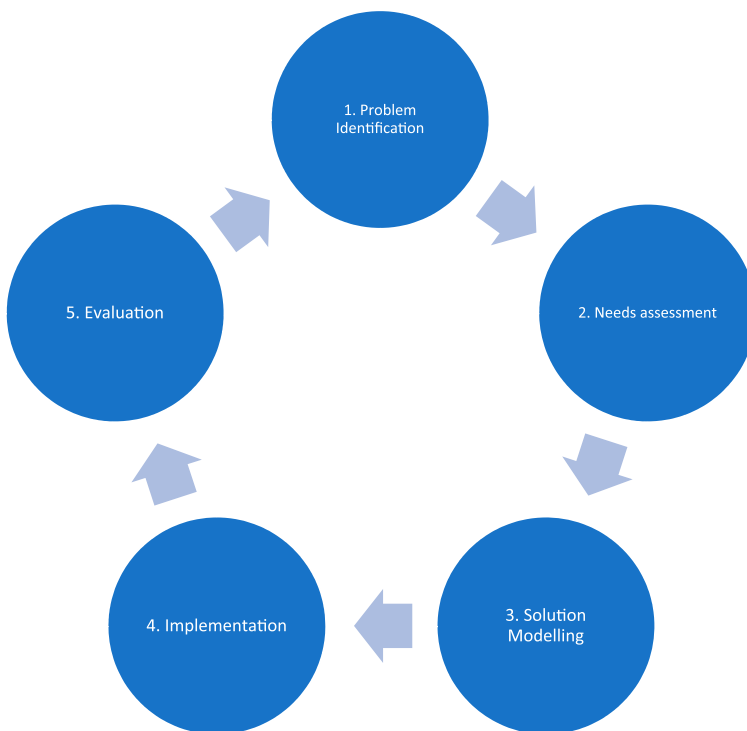 1. Problem
Identification
2. Needs assessment
3. Solution
Modelling
4. Implementation
5. Evaluation